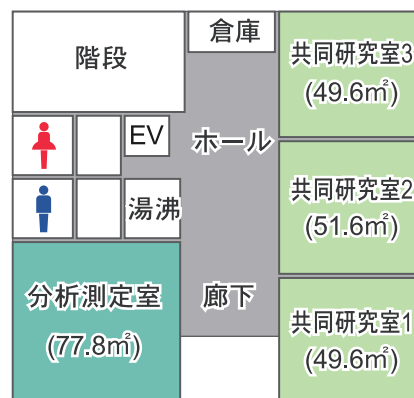 階段
倉庫
共同研究室3
(49.6㎡)
EV
ホール
湯沸
共同研究室2
(51.6㎡)
分析測定室
(77.8㎡)
廊下
共同研究室1
(49.6㎡)